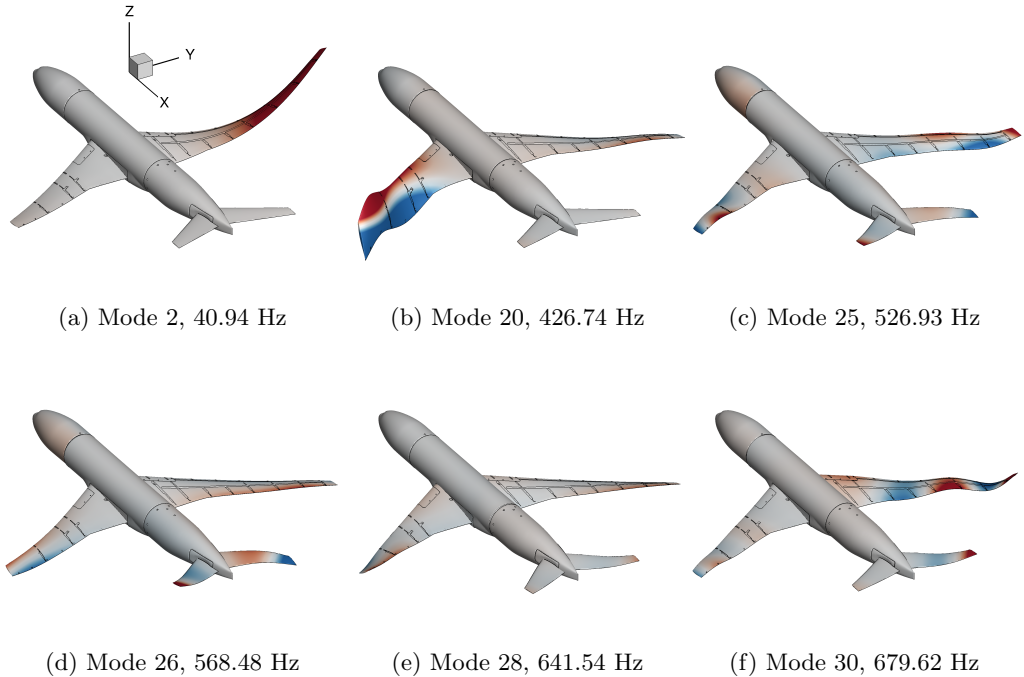 Z
Y
X
(a) Mode 2, 40.94 Hz
(b) Mode 20, 426.74 Hz
(c) Mode 25, 526.93 Hz
(d) Mode 26, 568.48 Hz
(e) Mode 28, 641.54 Hz
(f) Mode 30, 679.62 Hz